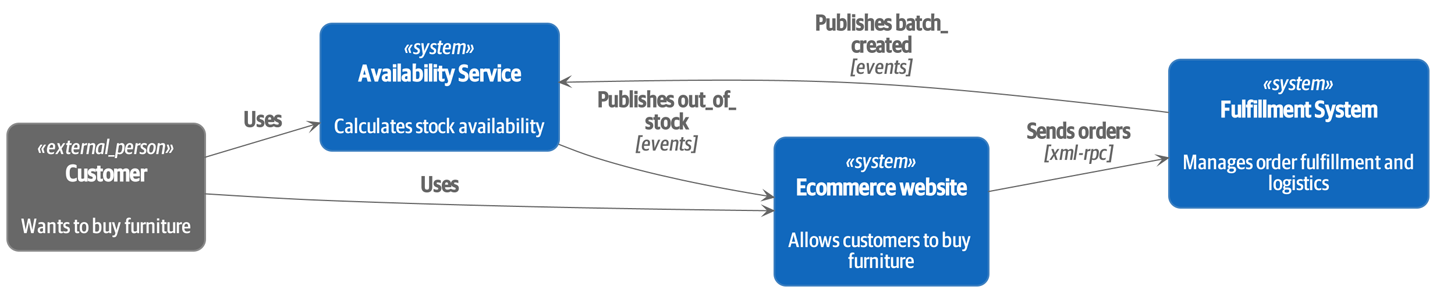 «external_person»
Customer
Wants to buy furniture
Uses
Uses
«system»
Availability Service
Calculates stock availability
Publishes out_of_
stock
[events]
Publishes batch_
created
[events]
«system»
Ecommerce website
Allows customers to buy
furniture
Sends orders
[xml-rpc]
«system»
Fulfillment System
Manages order fulfillment and
logistics